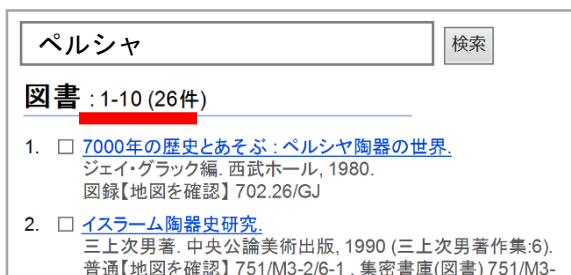 ペルシャ
検索
図書 : 1-10 (26件)
1. □ 7000年の歴史とあそぶ : ペルシヤ陶器の世界.
ジェイ・グラック編. 西武ホール, 1980.
図録【地図を確認】 702.26/GJ
2. □ イスラーム陶器史研究.
三上次男著. 中央公論美術出版, 1990 (三上次男著作集:6).
普通【地図を確認】 751/M3-2/6-1 , 集密書庫(図書) 751/M3-